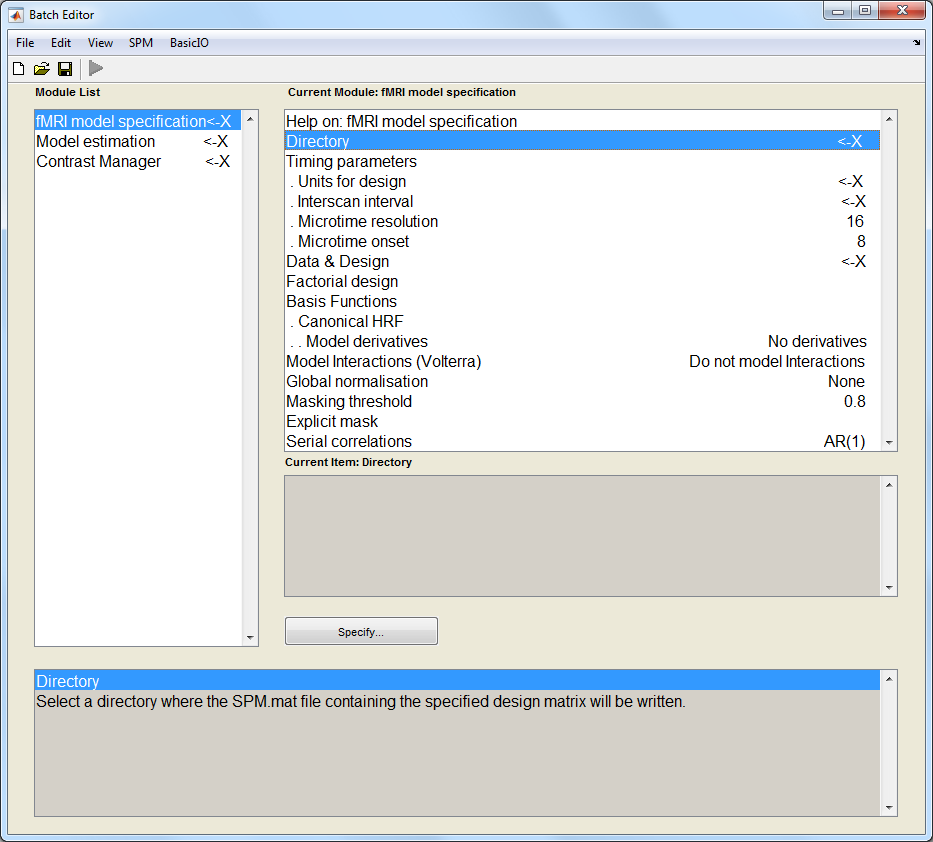 Batch Editor
File Edit View SPM BasicIO
Module List
fMRI model specification<-X
Model estimation <-X
Contrast Manager <-X
Current Module: fMRI model specification
Help on: fMRI model specification
Directory <-X
Timing parameters
. Units for design <-X
. Interscan interval <-X
. Microtime resolution 16
. Microtime onset 8
Data & Design <-X
Factorial design
Basis Functions
. Canonical HRF
. . Model derivatives No derivatives
Model Interactions (Volterra) Do not model Interactions
Global normalisation None
Masking threshold 0.8
Explicit mask
Serial correlations AR(1)
Current Item: Directory
Specify...
Directory
Select a directory where the SPM.mat file containing the specified design matrix will be written.